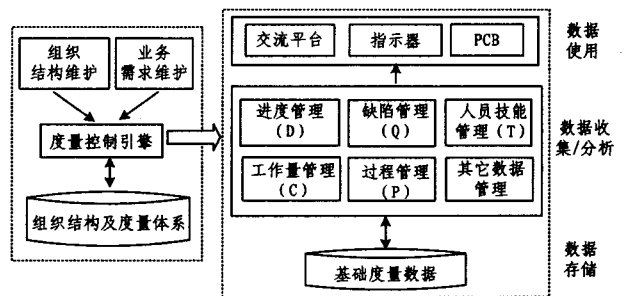 组织
结构维护
业务
需求维护
度量控制引擎
组织结构及度量体系
交流平台
指示器
PCB
数据
使用
进度管理
(D)
缺陷管理
(Q)
人员技能
管理(T)
工作量管理
(C)
过程管理
(P)
其它数据
管理
数据收
集/分析
基础度量数据
数据
存储